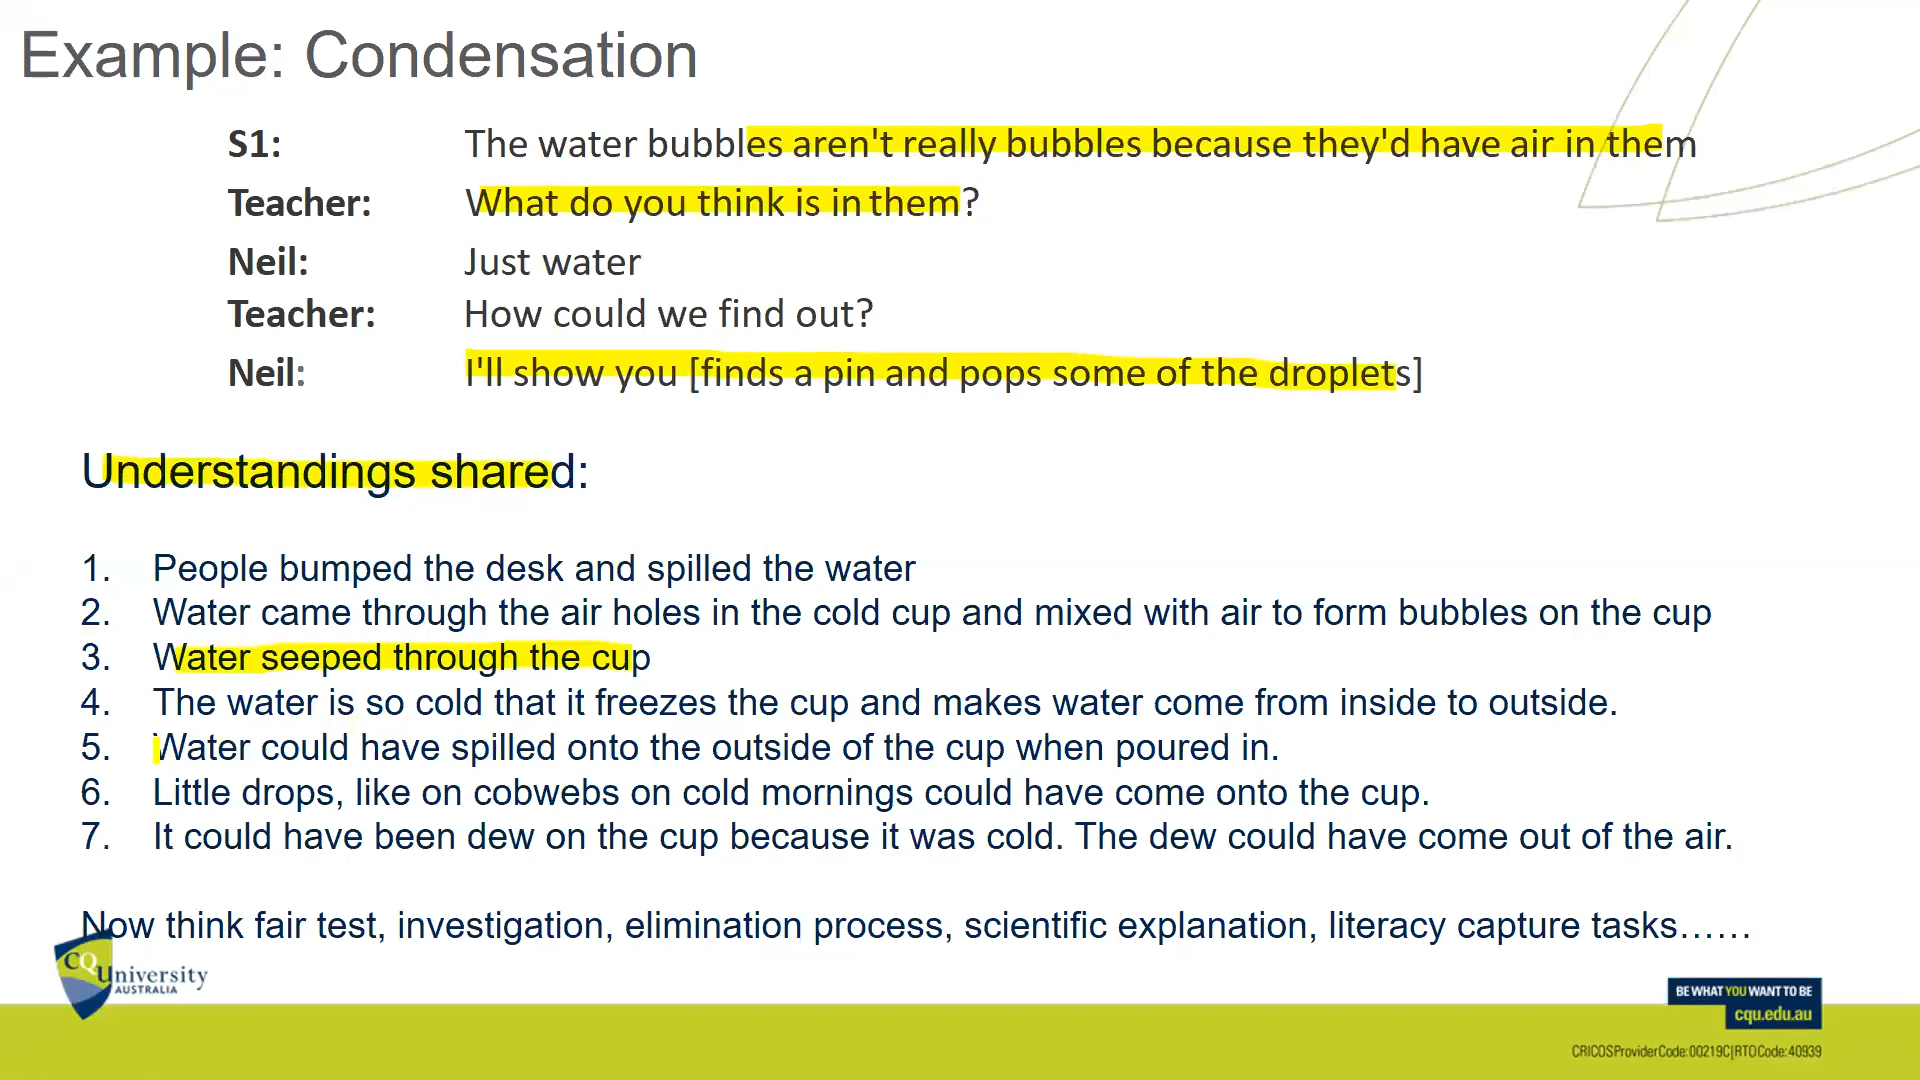 Example: Condensation
S1: The water bubbles aren't really bubbles because they'd have air in them
Teacher: What do you think is in them?
Neil: Just water
Teacher: How could we find out?
Neil: I'll show you [finds a pin and pops some of the droplets]
Understandings shared:
1. People bumped the desk and spilled the water
2. Water came through the air holes in the cold cup and mixed with air to form bubbles on the cup
3. Water seeped through the cup
4. The water is so cold that it freezes the cup and makes water come from inside to outside.
5. Water could have spilled onto the outside of the cup when poured in.
6. Little drops, like on cobwebs on cold mornings could have come onto the cup.
7. It could have been dew on the cup because it was cold. The dew could have come out of the air.
Now think fair test, investigation, elimination process, scientific explanation, literacy capture tasks……
CQUniversity
AUSTRALIA
BE WHAT YOU WANT TO BE
cqu.edu.au
CRICOS Provider Code: 00219C | RTO Code: 40939